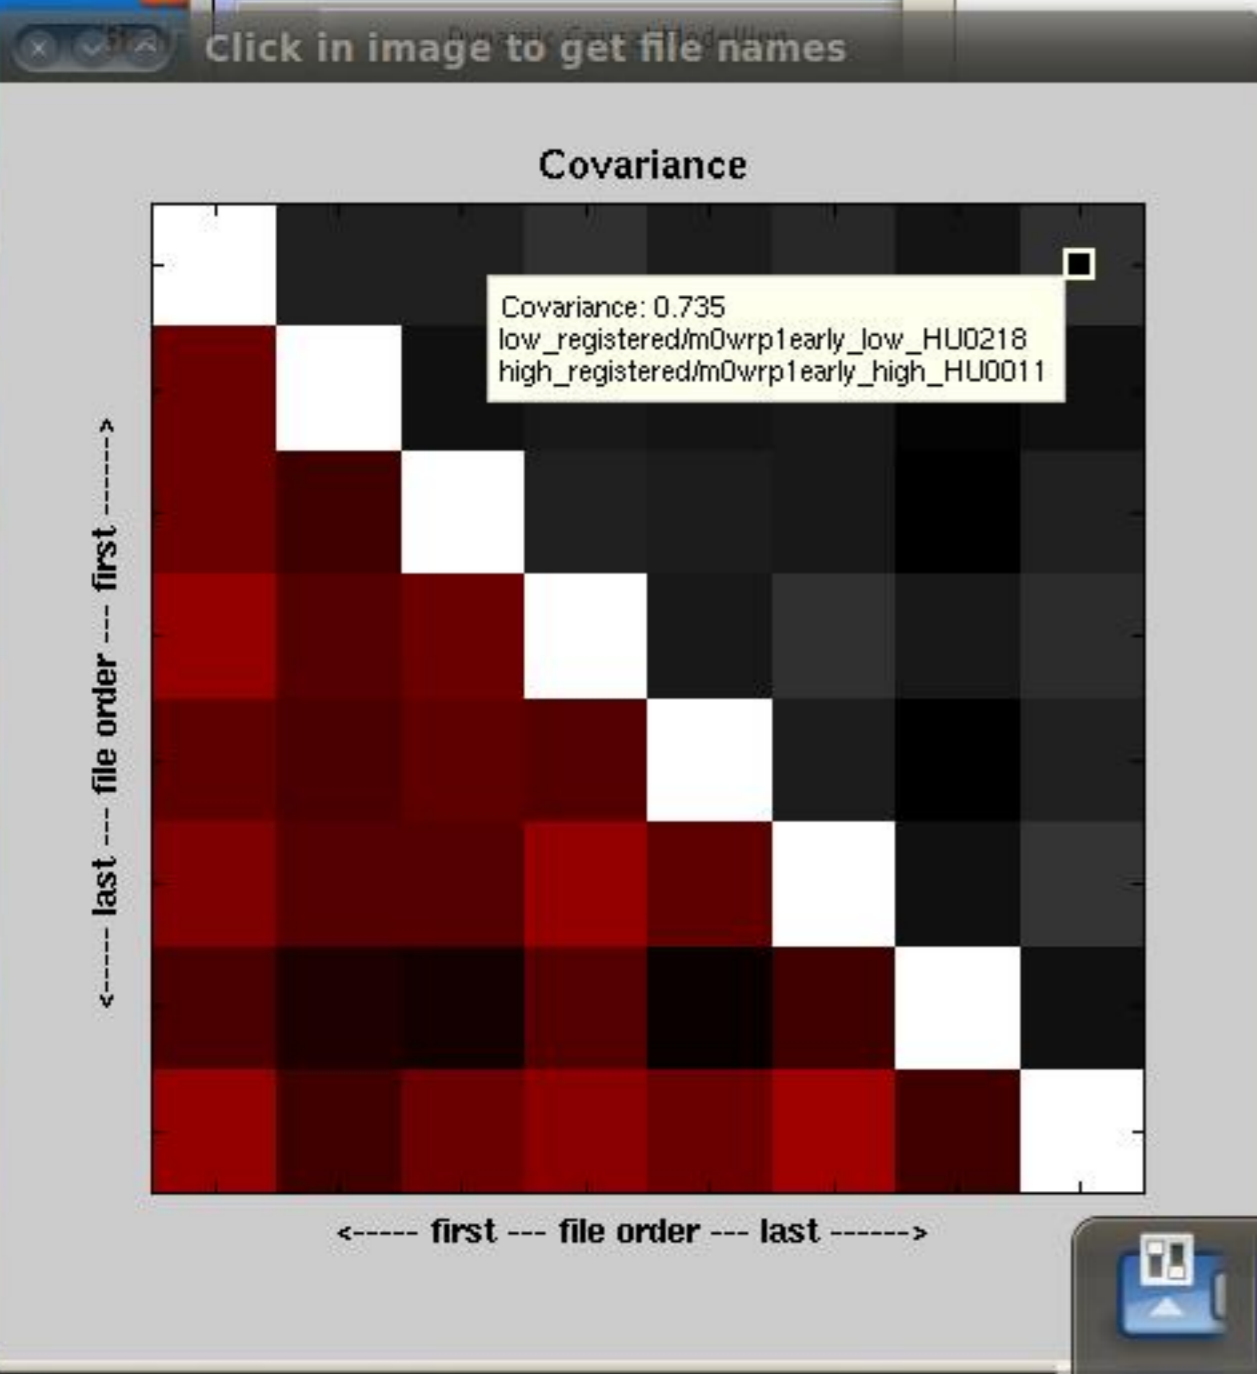 Click in image to get file names
Covariance
Covariance: 0.735
low_registered/m0wrp1early_low_HU0218
high_registered/m0wrp1early_high_HU0011
<----- last ---- file order ---- first ------>
<----- first --- file order --- last ------>